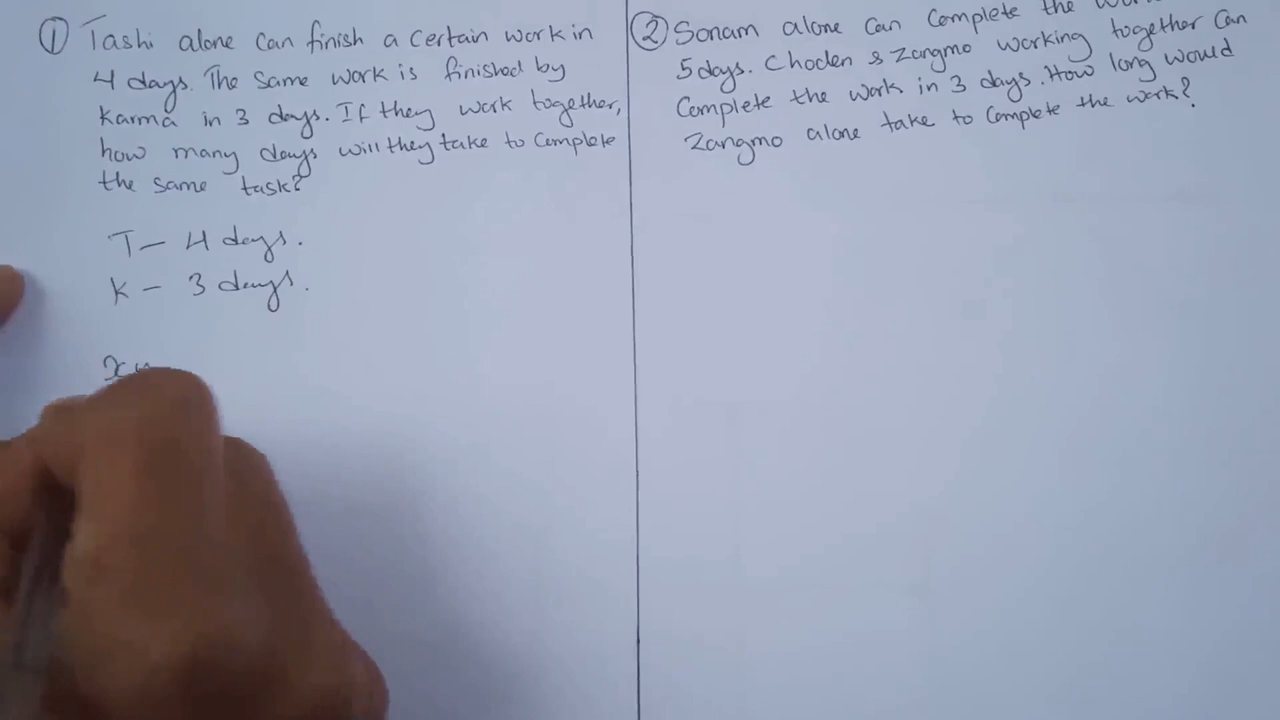 ① Tashi alone can finish a certain work in
4 days. The same work is finished by
Karma in 3 days. If they work together,
how many days will they take to complete
the same task?
T — 4 days.
K — 3 days.
② Sonam alone can complete the
5 days. Choden & Zangmo working together can
complete the work in 3 days. How long would
Zangmo alone take to complete the work?